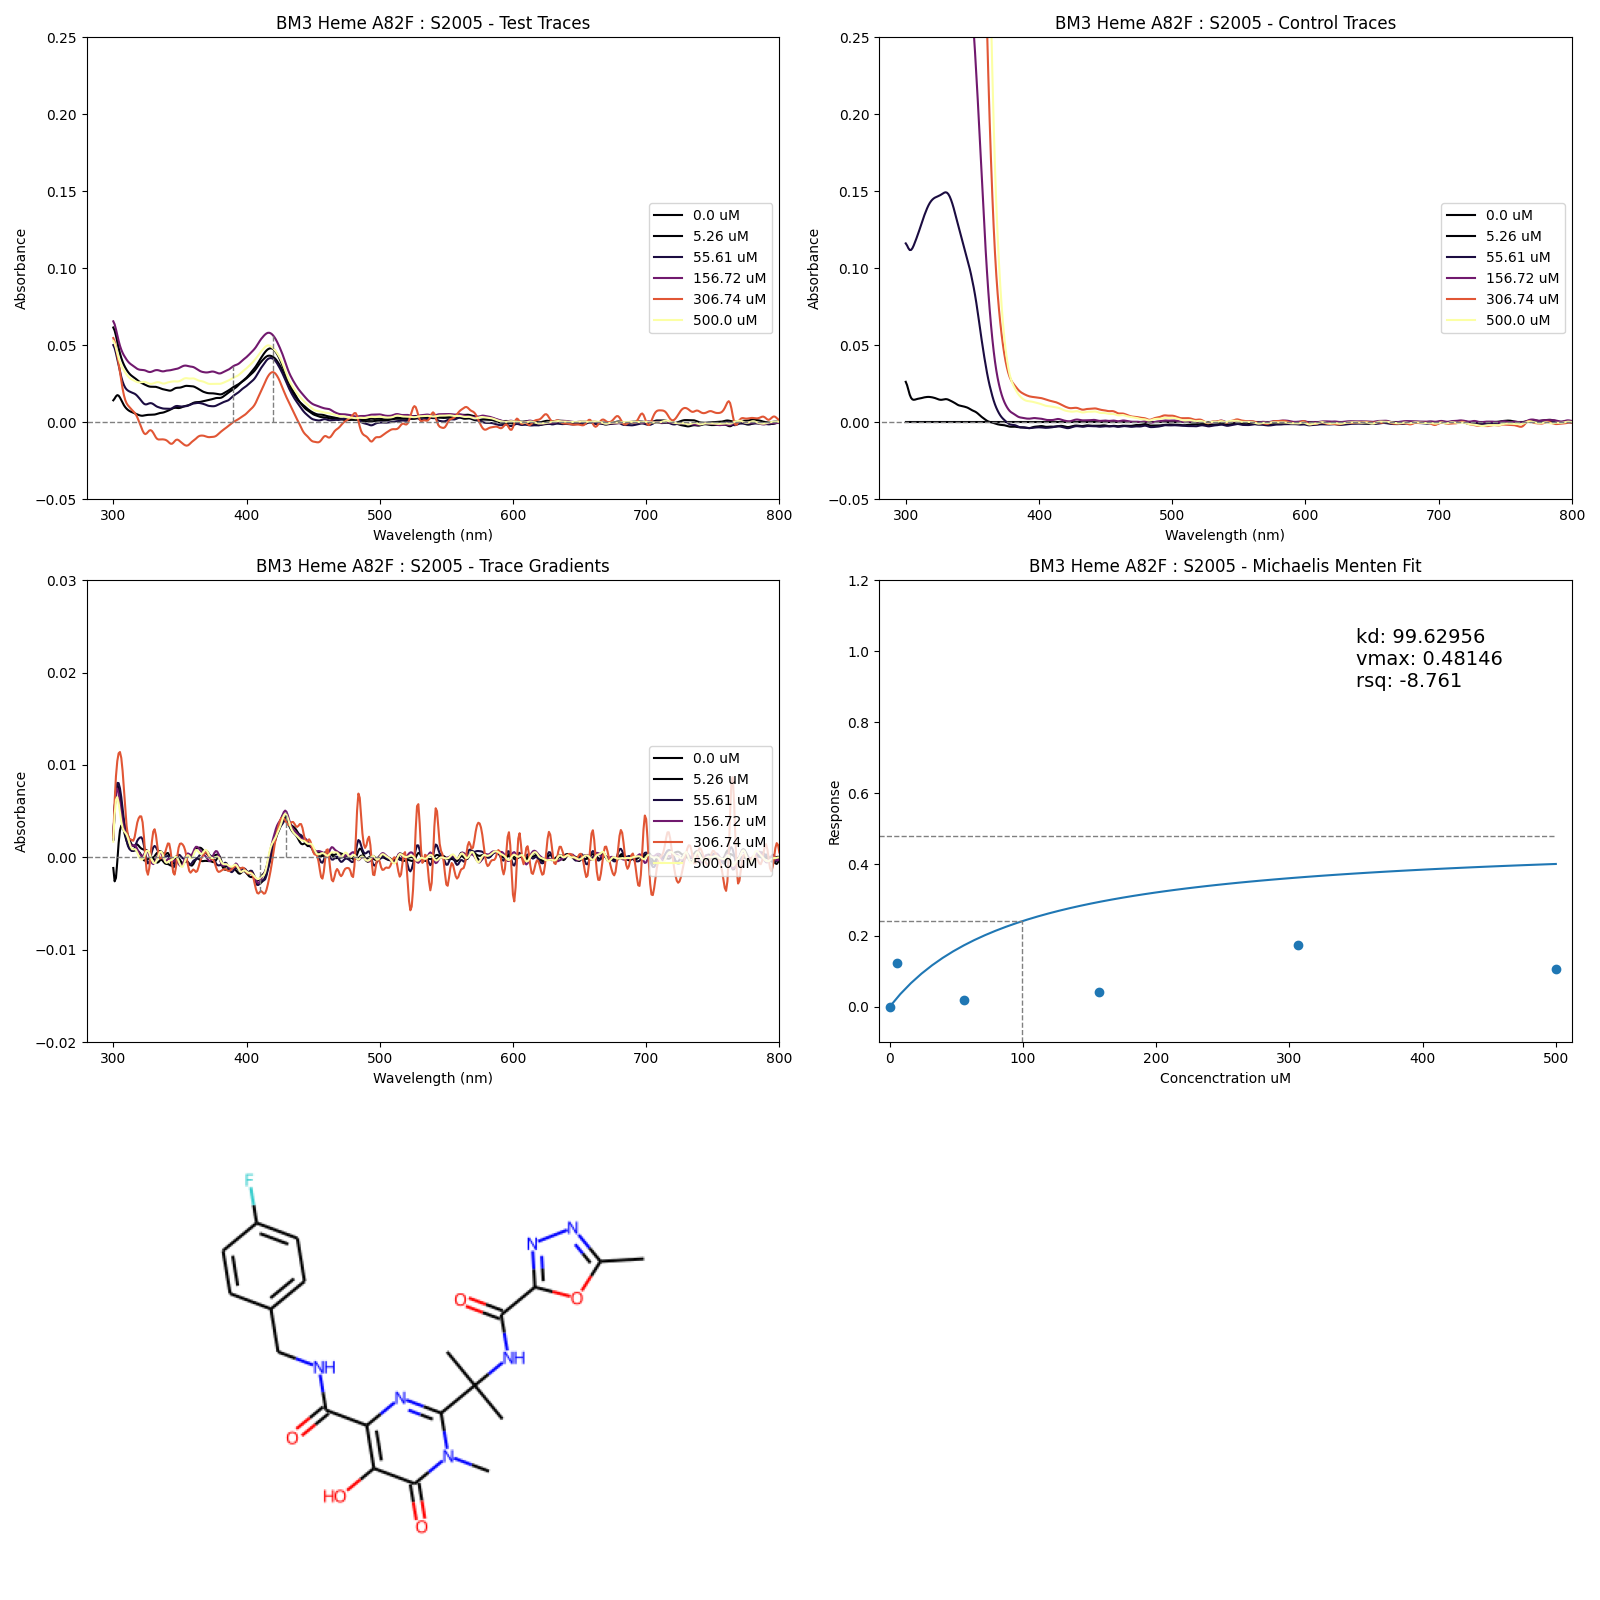 BM3 Heme A82F : S2005 - Test Traces
Absorbance
0.25
0.20
0.15
0.10
0.05
0.00
−0.05
300 400 500 600 700 800
Wavelength (nm)
0.0 uM
5.26 uM
55.61 uM
156.72 uM
306.74 uM
500.0 uM
BM3 Heme A82F : S2005 - Control Traces
Absorbance
0.25
0.20
0.15
0.10
0.05
0.00
−0.05
300 400 500 600 700 800
Wavelength (nm)
0.0 uM
5.26 uM
55.61 uM
156.72 uM
306.74 uM
500.0 uM
BM3 Heme A82F : S2005 - Trace Gradients
Absorbance
0.03
0.02
0.01
0.00
−0.01
−0.02
300 400 500 600 700 800
Wavelength (nm)
0.0 uM
5.26 uM
55.61 uM
156.72 uM
306.74 uM
500.0 uM
BM3 Heme A82F : S2005 - Michaelis Menten Fit
Response
1.2
1.0
0.8
0.6
0.4
0.2
0.0
0 100 200 300 400 500
Concenctration uM
kd: 99.62956
vmax: 0.48146
rsq: -8.761
F
N
N
O
O
NH
NH
N
O
N
HO
O